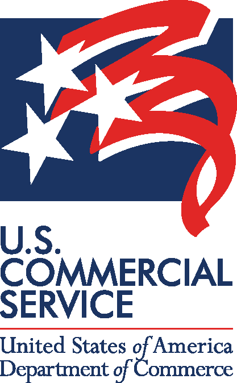 U.S.
COMMERCIAL
SERVICE
United States of America
Department of Commerce